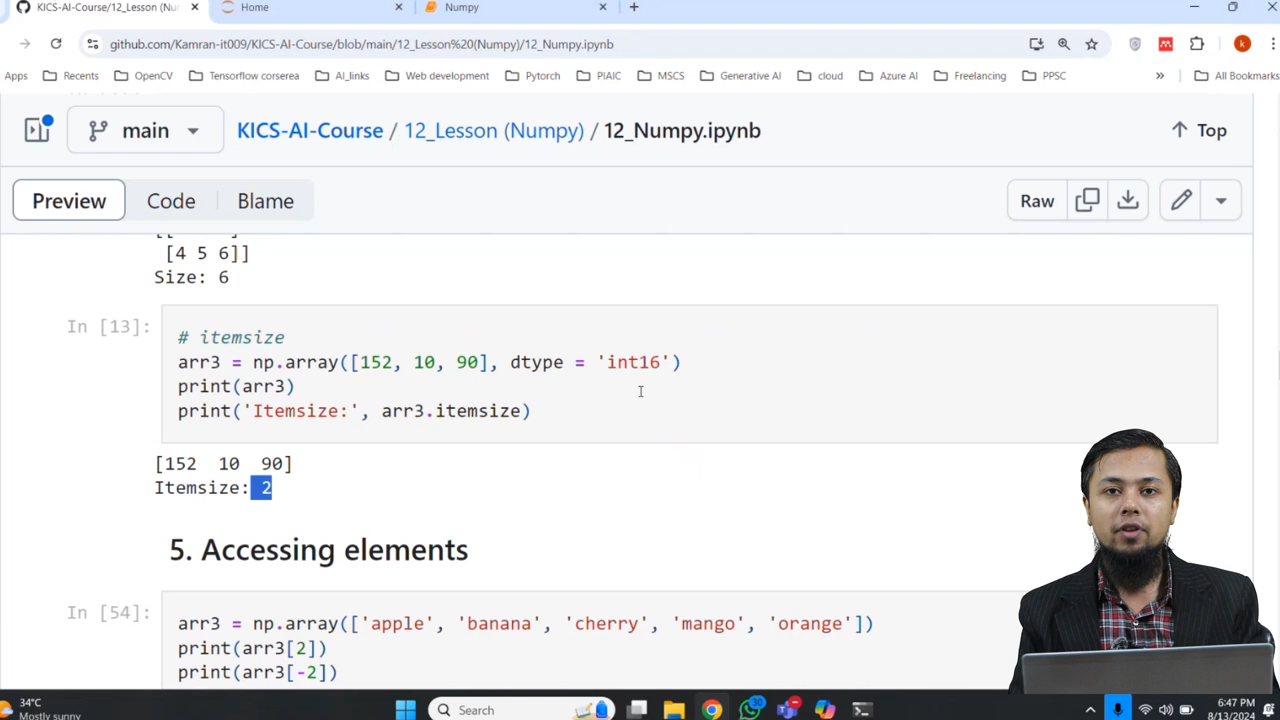 KICS-AI-Course/12_Lesson (Nu
Home
Numpy
github.com/Kamran-it009/KICS-AI-Course/blob/main/12_Lesson%20(Numpy)/12_Numpy.ipynb
k
Apps Recents OpenCV Tensorflow corsera AI_links Web development Pytorch PIAIC MSCS Generative AI cloud Azure AI Freelancing PPSC » All Bookmarks
main KICS-AI-Course / 12_Lesson (Numpy) / 12_Numpy.ipynb Top
Preview Code Blame Raw
[4 5 6]]
Size: 6
In [13]:
# itemsize
arr3 = np.array([152, 10, 90], dtype = 'int16')
print(arr3)
print('Itemsize:', arr3.itemsize)
[152 10 90]
Itemsize: 2
5. Accessing elements
In [54]:
arr3 = np.array(['apple', 'banana', 'cherry', 'mango', 'orange'])
print(arr3[2])
print(arr3[-2])
34°C
Mostly sunny
Search
30
6:47 PM
8/13/2024